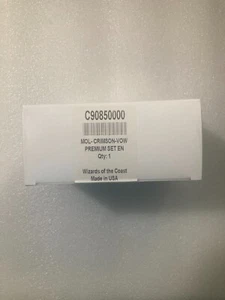 C90850000
MDL- CRIMSON-VOW
PREMIUM SET EN
Qty: 1
Wizards of the Coast
Made in USA